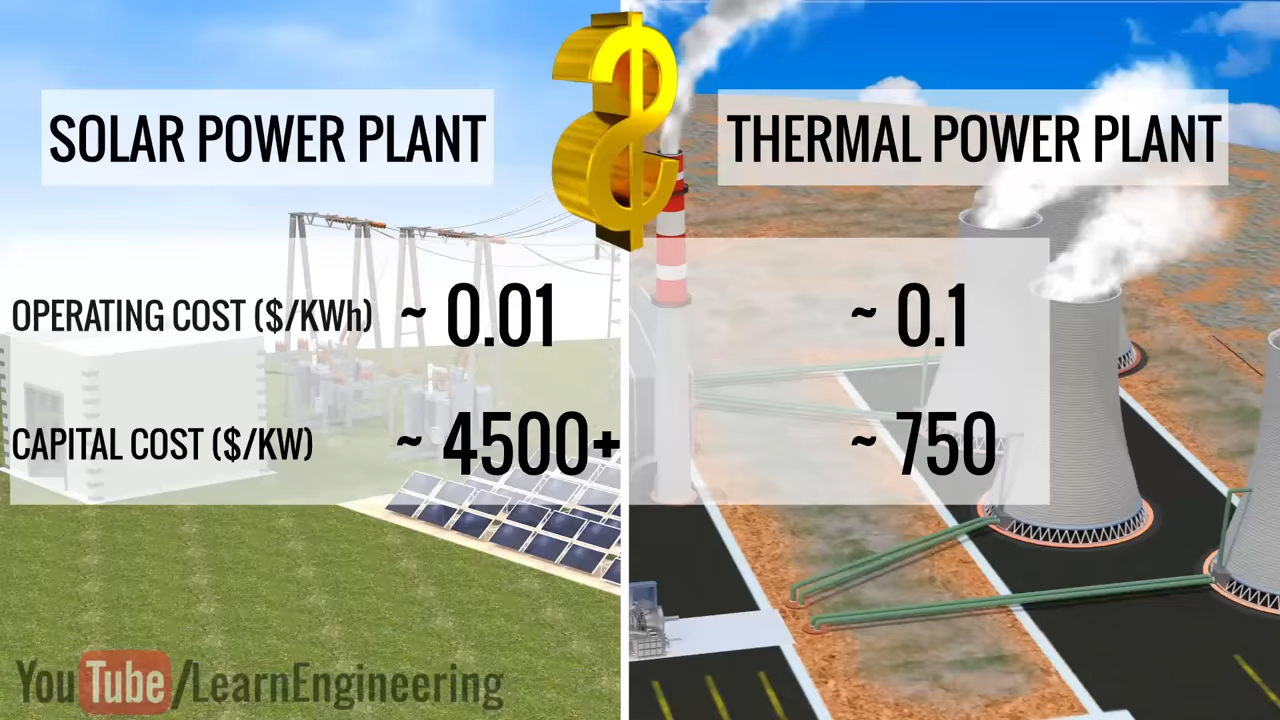 SOLAR POWER PLANT
THERMAL POWER PLANT
OPERATING COST ($/KWh) ~ 0.01 ~ 0.1
CAPITAL COST ($/KW) ~ 4500+ ~ 750
YouTube/LearnEngineering